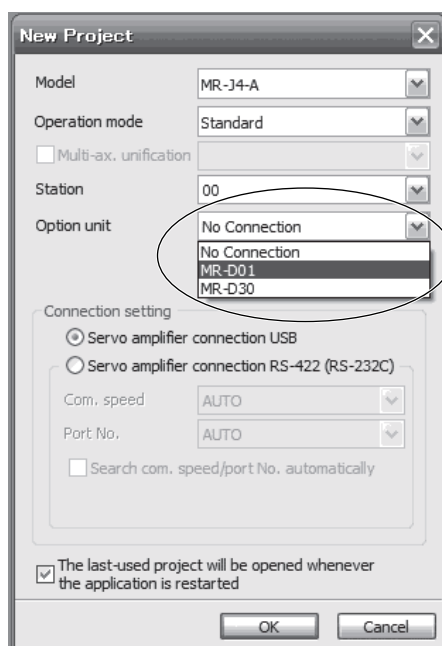 New Project
Model MR-J4-A
Operation mode Standard
Multi-ax. unification
Station 00
Option unit No Connection
No Connection
MR-D01
MR-D30
Connection setting
Servo amplifier connection USB
Servo amplifier connection RS-422 (RS-232C)
Com. speed AUTO
Port No. AUTO
Search com. speed/port No. automatically
The last-used project will be opened whenever
the application is restarted
OK Cancel